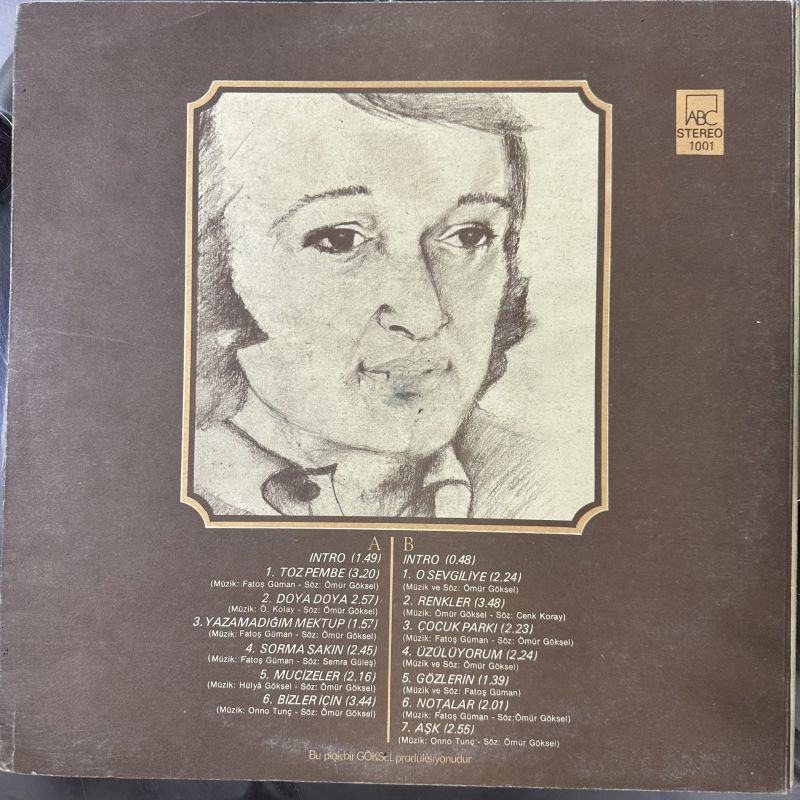 ABC
STEREO
1001
A
INTRO (1.49)
1. TOZ PEMBE (3.20)
(Müzik: Fatoş Güman - Söz: Ömür Göksel)
2. DOYA DOYA 2.57)
(Müzik: Ö. Kolay - Söz: Ömür Göksel)
3. YAZAMADIĞIM MEKTUP (1.57)
(Müzik: Fatoş Güman - Söz: Ömür Göksel)
4. SORMA SAKIN (2.45)
(Müzik: Fatoş Güman - Söz: Semra Güleş)
5. MUCİZELER (2.16)
(Müzik: Hülyâ Göksel - Söz: Ömür Göksel)
6. BİZLER İÇİN (3.44)
(Müzik: Onno Tunç - Söz: Ömür Göksel)
B
INTRO (0.48)
1. O SEVGİLİYE (2.24)
(Müzik ve Söz: Ömür Göksel)
2. RENKLER (3.48)
(Müzik: Ömür Göksel - Söz: Cenk Koray)
3. ÇOCUK PARKI (2.23)
(Müzik: Fatoş Güman - Söz: Ömür Göksel)
4. ÜZÜLÜYORUM (2.24)
(Müzik ve Söz: Ömür Göksel)
5. GÖZLERİN (1.39)
(Müzik ve Söz: Fatoş Güman)
6. NOTALAR (2.01)
(Müzik: Fatoş Güman - Söz:Ömür Göksel)
7. AŞK (2.55)
(Müzik: Onno Tunç - Söz: Ömür Göksel)
Bu plak bir GÖKSEL prodüksiyonudur